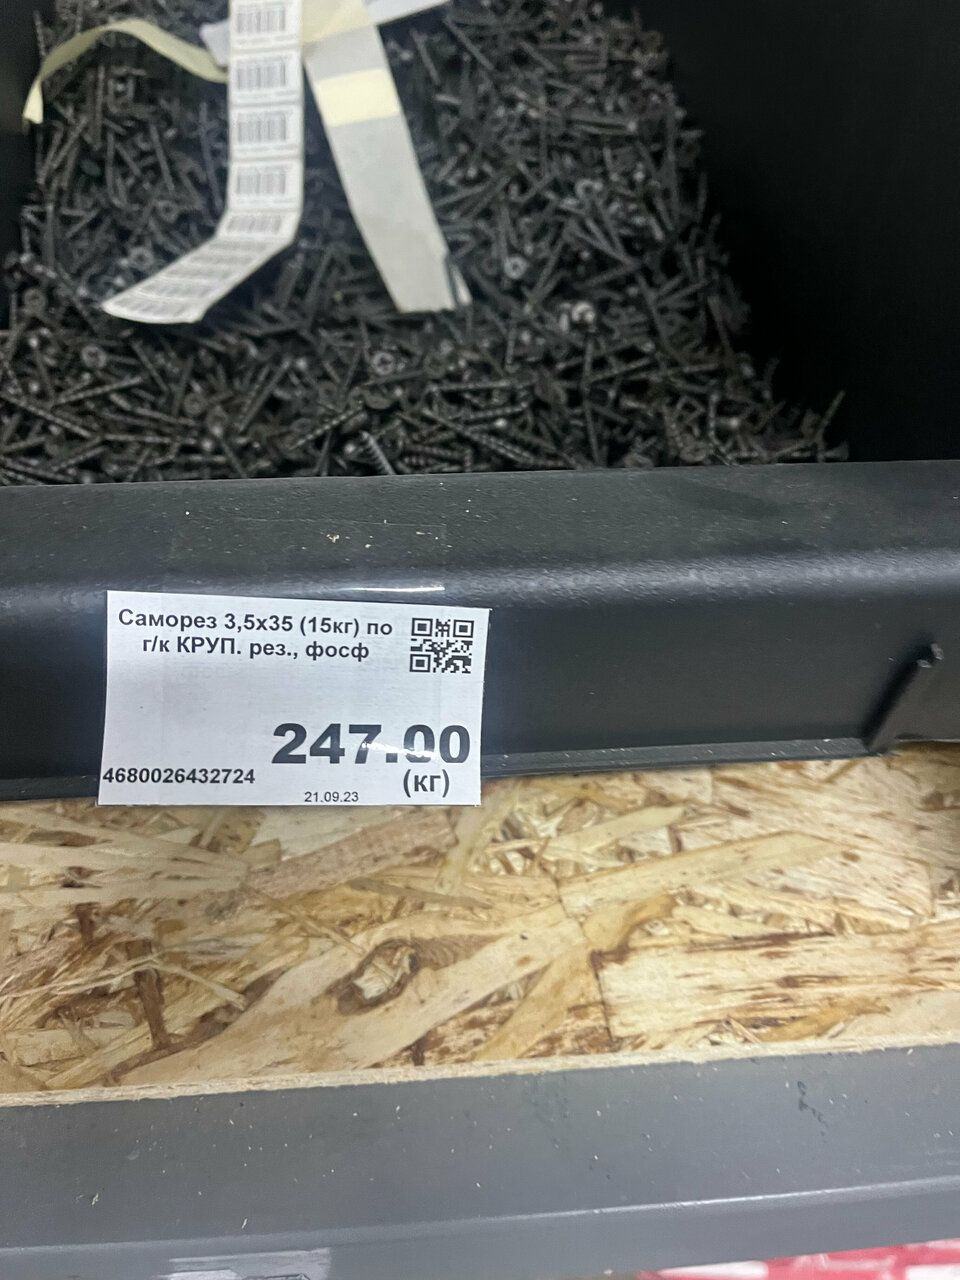 Саморез 3,5х35 (15кг) по
г/к КРУП. рез., фосф
247.00
4680026432724
(кг)
21.09.23